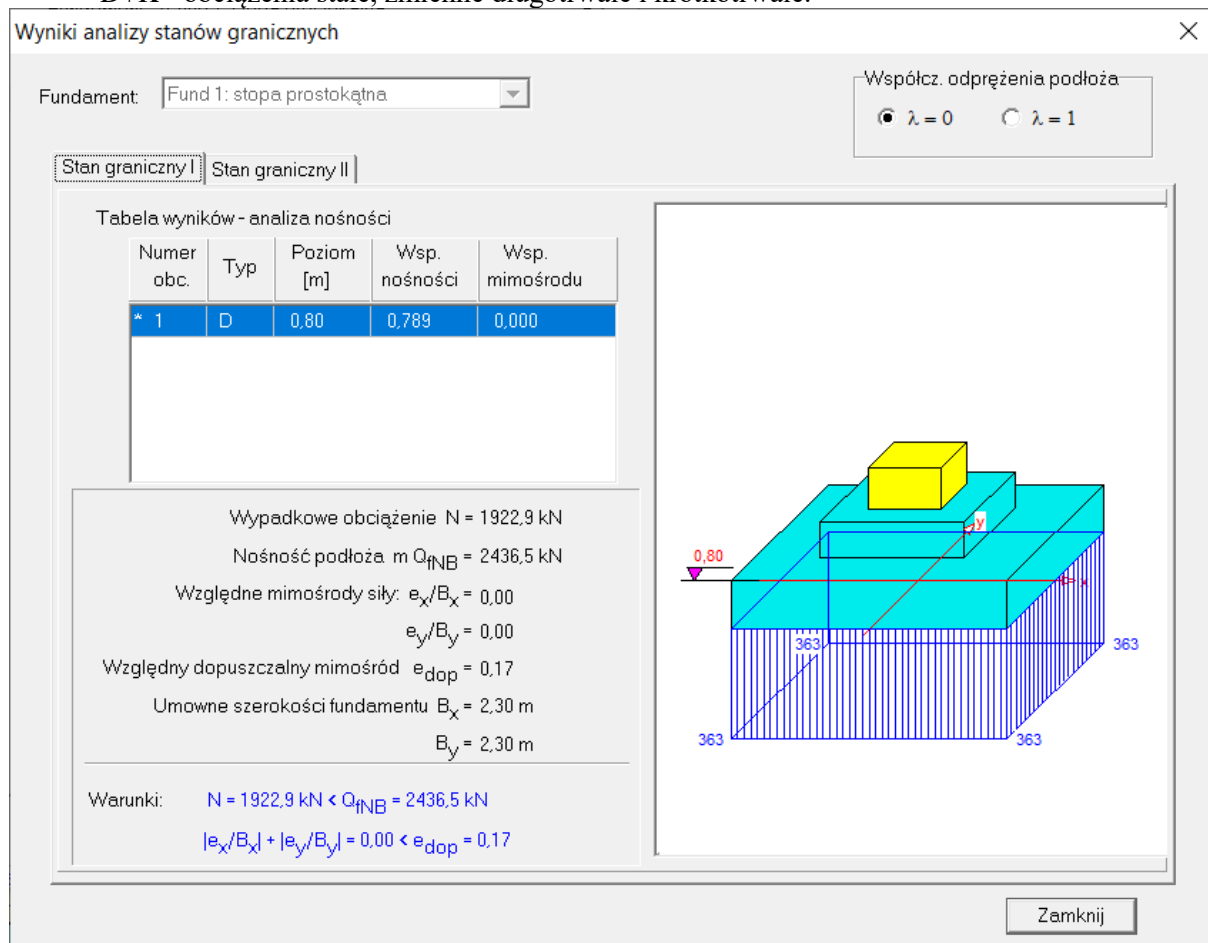 D+K - obciążenia stałe, zmienne długotrwałe i krótkotrwałe.
Wyniki analizy stanów granicznych
Fundament: Fund 1: stopa prostokątna
Współcz. odprężenia podłoża
λ = 0 λ = 1
Stan graniczny I Stan graniczny II
Tabela wyników - analiza nośności
Numer obc. Typ Poziom [m] Wsp. nośności Wsp. mimośrodu
* 1 D 0,80 0,789 0,000
Wypadkowe obciążenie N = 1922,9 kN
Nośność podłoża m QfNB = 2436,5 kN
Względne mimośrody siły: ex/Bx = 0,00
ey/By = 0,00
Względny dopuszczalny mimośród edop = 0,17
Umowne szerokości fundamentu Bx = 2,30 m
By = 2,30 m
Warunki: N = 1922,9 kN < QfNB = 2436,5 kN
|ex/Bx| + |ey/By| = 0,00 < edop = 0,17
y
0,80
x
363 363
363 363
Zamknij